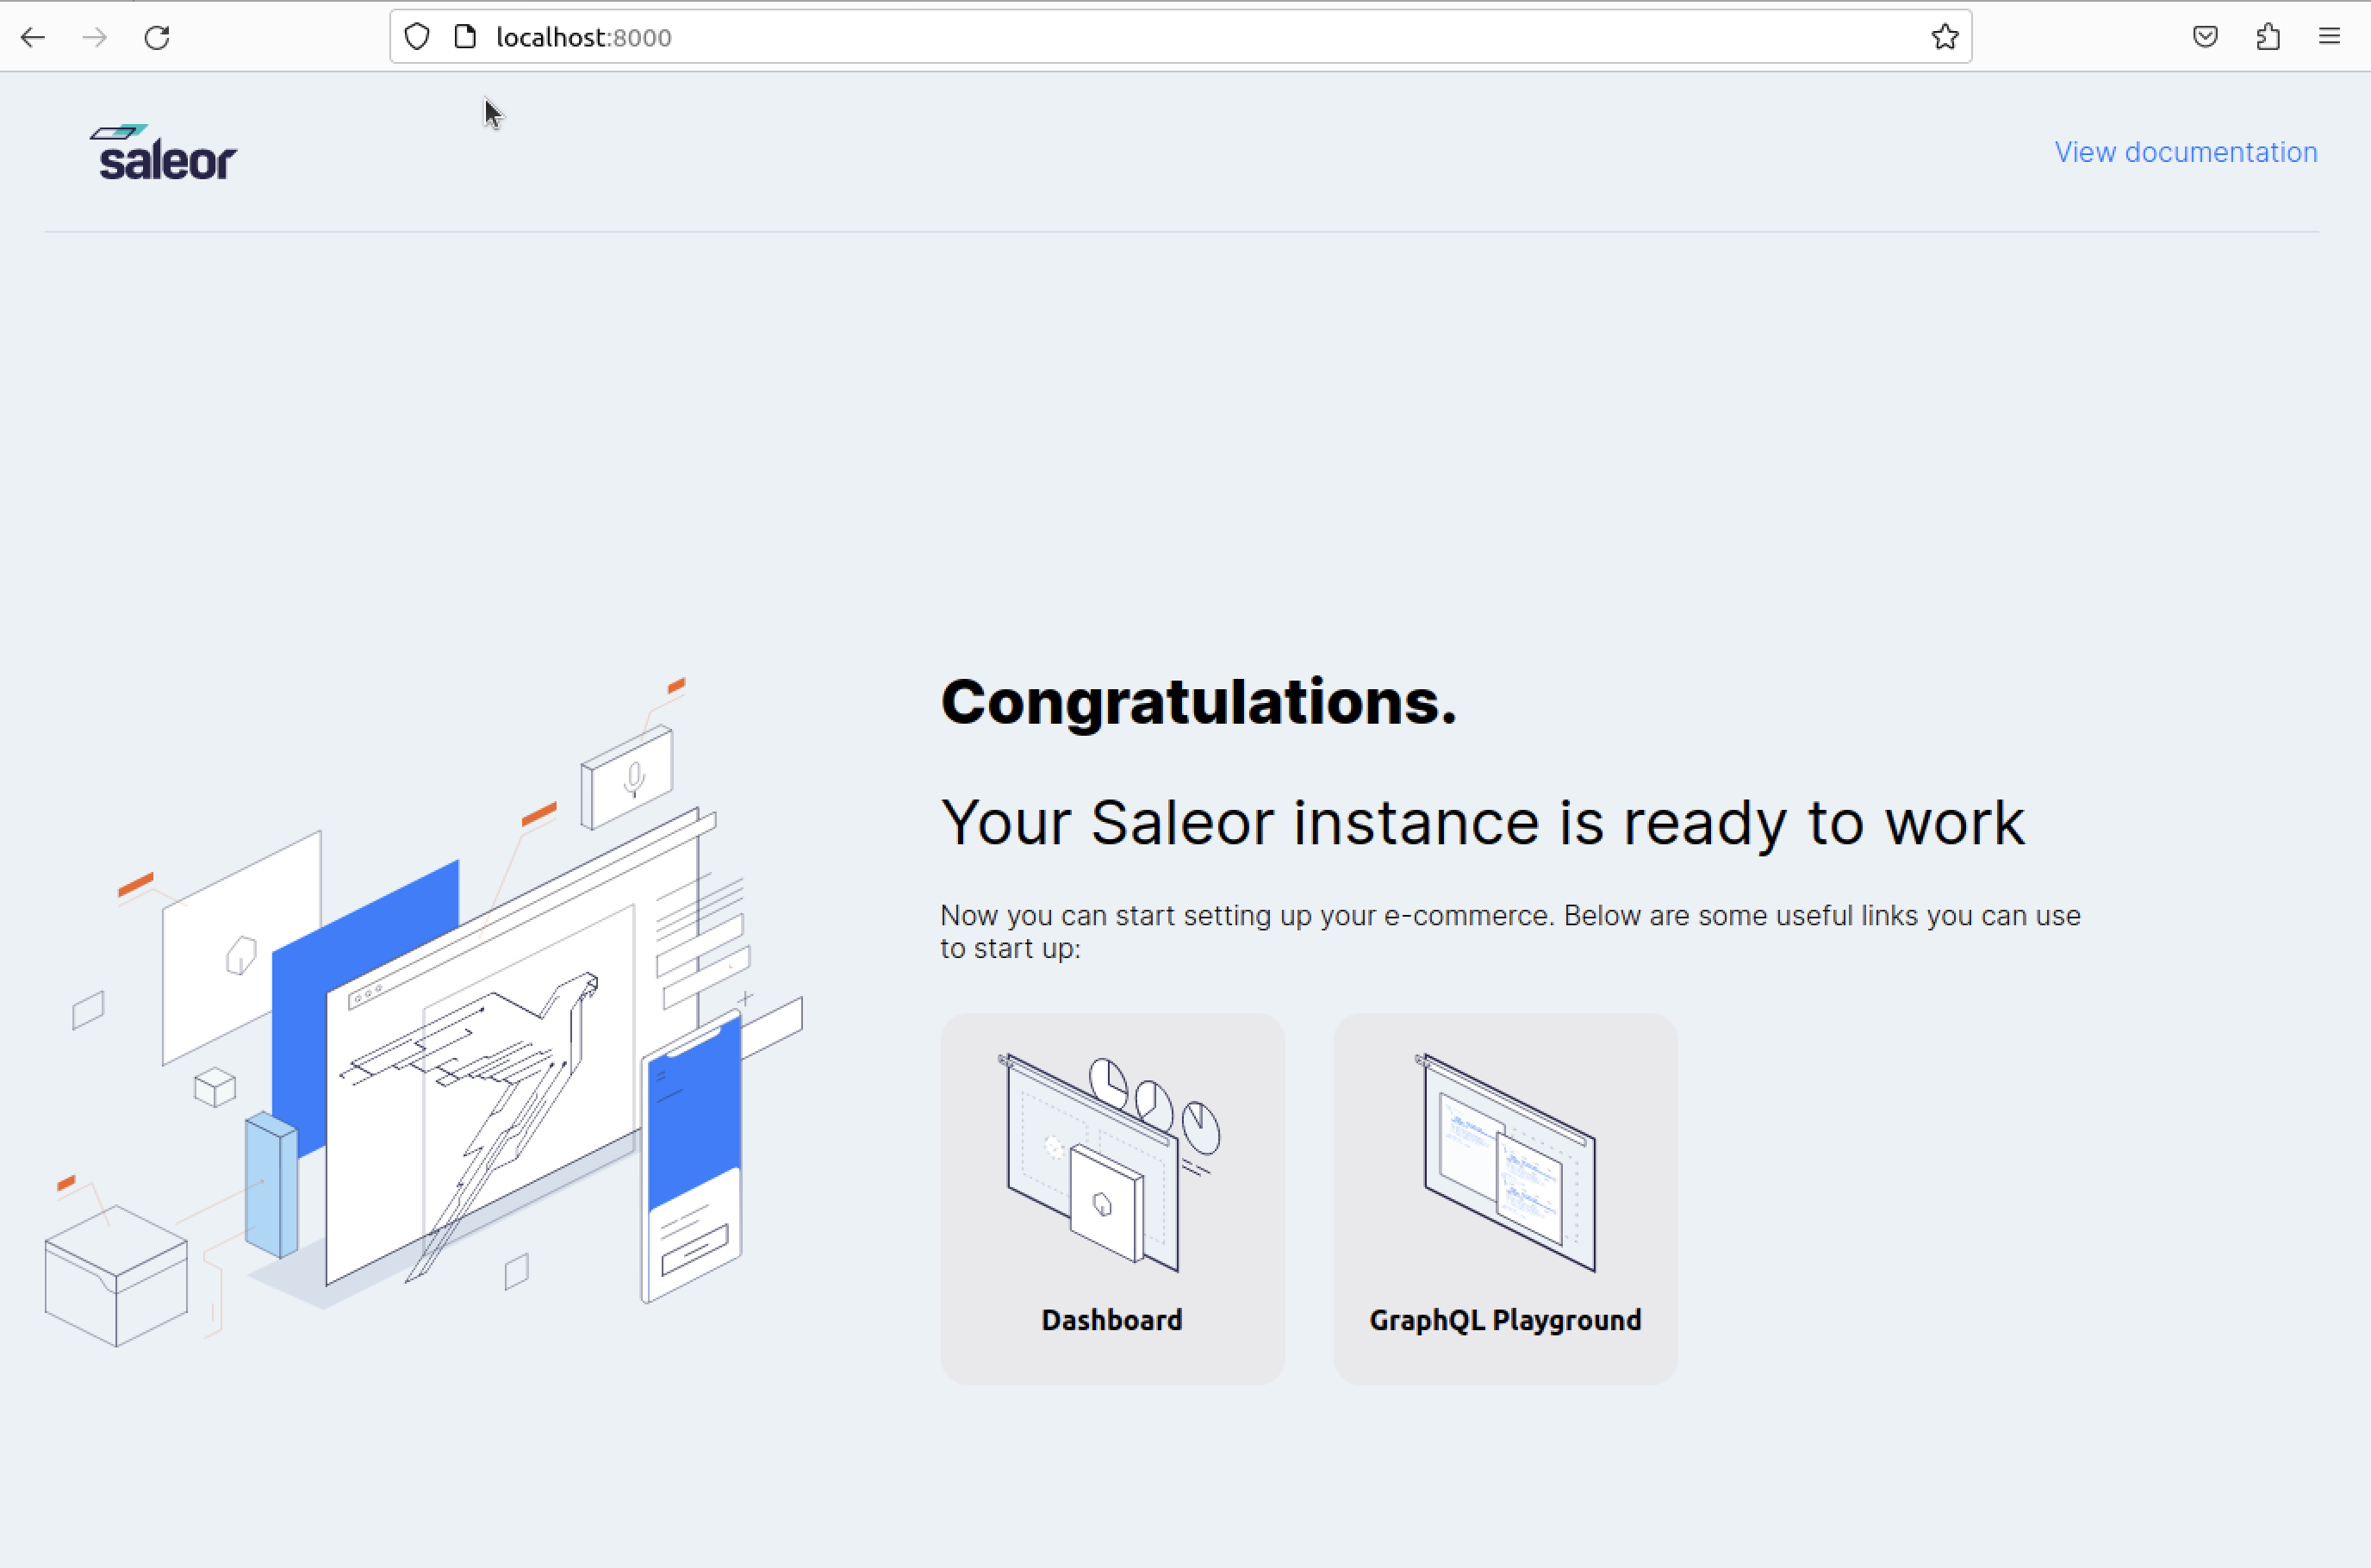 localhost:8000
saleor
View documentation
Congratulations.
Your Saleor instance is ready to work
Now you can start setting up your e-commerce. Below are some useful links you can use
to start up:
Dashboard
GraphQL Playground